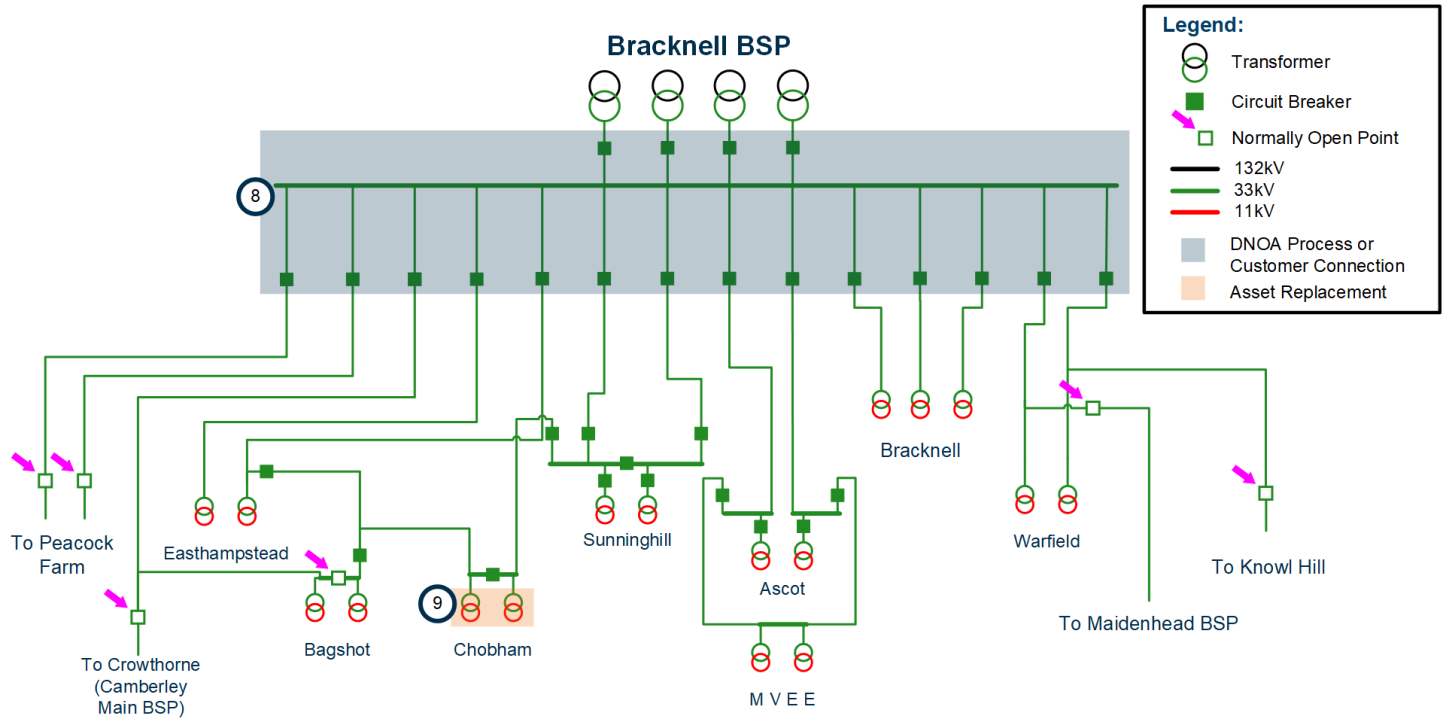 Bracknell BSP
Legend:
Transformer
Circuit Breaker
Normally Open Point
132kV
33kV
11kV
DNOA Process or
Customer Connection
Asset Replacement
8
Bracknell
To Peacock
Farm
Easthampstead
Sunninghill
Ascot
Warfield
To Knowl Hill
9
To Maidenhead BSP
Bagshot
Chobham
To Crowthorne
(Camberley
Main BSP)
M V E E